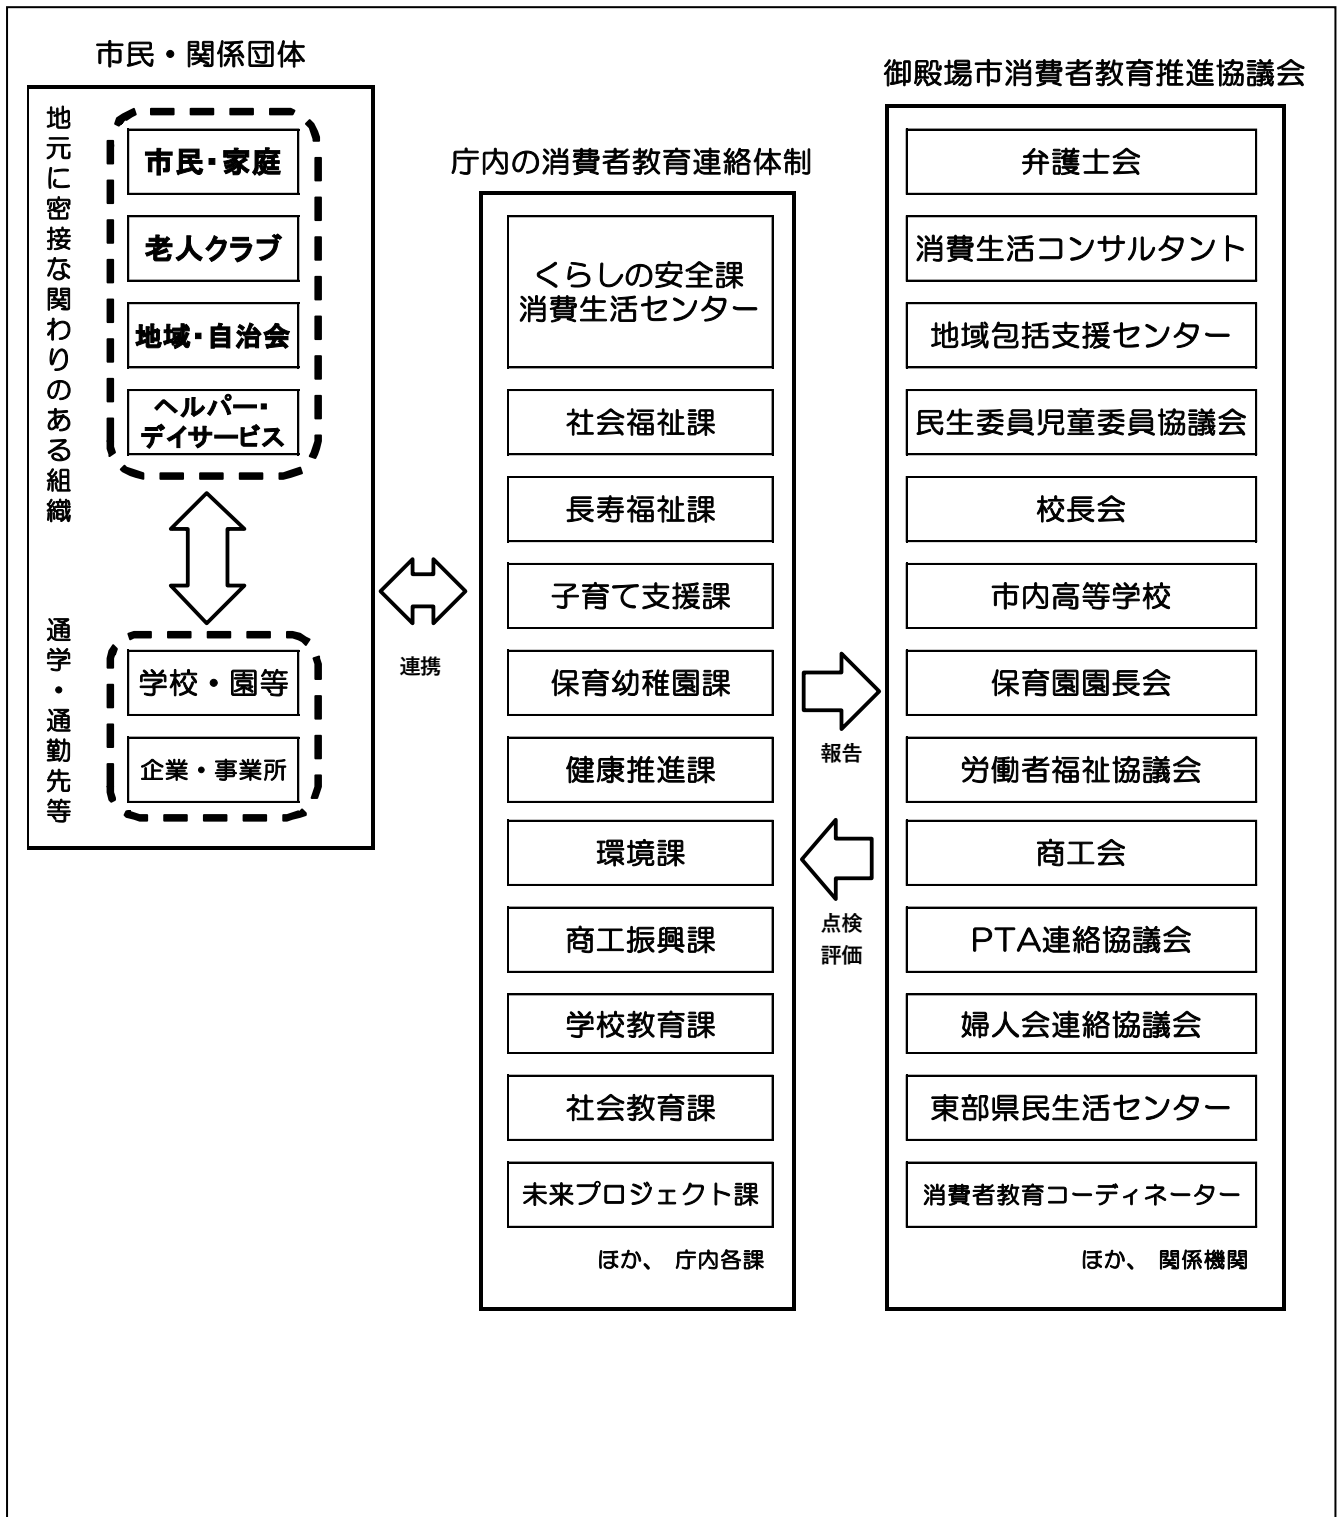 市民・関係団体
地元に密接な関わりのある組織
市民・家庭
老人クラブ
地域・自治会
ヘルパー・
デイサービス
通学・通勤先等
学校・園等
企業・事業所
連携
庁内の消費者教育連絡体制
くらしの安全課
消費生活センター
社会福祉課
長寿福祉課
子育て支援課
保育幼稚園課
健康推進課
環境課
商工振興課
学校教育課
社会教育課
未来プロジェクト課
ほか、 庁内各課
報告
点検
評価
御殿場市消費者教育推進協議会
弁護士会
消費生活コンサルタント
地域包括支援センター
民生委員児童委員協議会
校長会
市内高等学校
保育園園長会
労働者福祉協議会
商工会
PTA連絡協議会
婦人会連絡協議会
東部県民生活センター
消費者教育コーディネーター
ほか、 関係機関